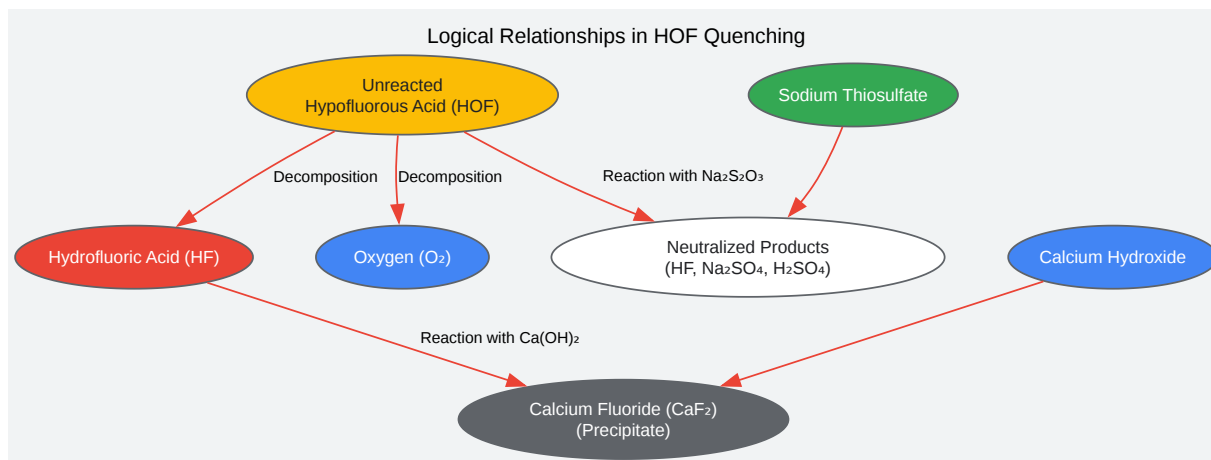 Logical Relationships in HOF Quenching
Unreacted
Hypofluorous Acid (HOF)
Sodium Thiosulfate
Decomposition
Decomposition
Reaction with Na₂S₂O₃
Hydrofluoric Acid (HF)
Oxygen (O₂)
Neutralized Products
(HF, Na₂SO₄, H₂SO₄)
Calcium Hydroxide
Reaction with Ca(OH)₂
Calcium Fluoride (CaF₂)
(Precipitate)